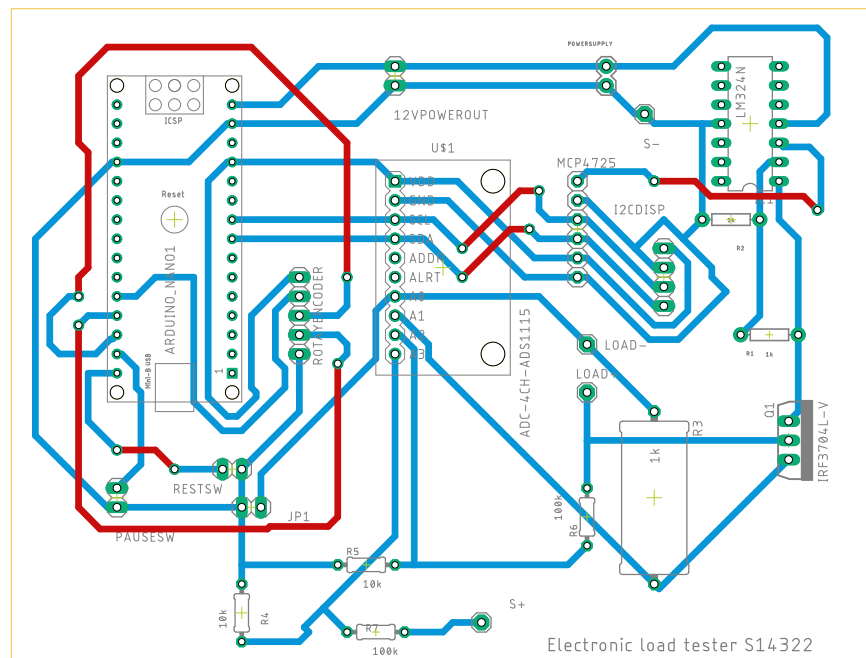 POWERSUPPLY
LM324N
12VPOWEROUT
ICSP
U$1
S-
MCP4725
VDD
GND
SCL
I2CDISP
Reset
SDA
ADDR
R2
ALRT
ARDUINO_NANO1
ROTAYENCODER
A0
A1
A2
A3
ADC-4CH-ADS1115
LOAD-
R1
1k
MIni-B USB
1
LOAD+
Q1
IRF3704L-V
R3
1k
RESTSW
100k
R6
JP1
PAUSESW
R5
10k
10k
R4
S+
R7
100k
Electronic load tester S14322